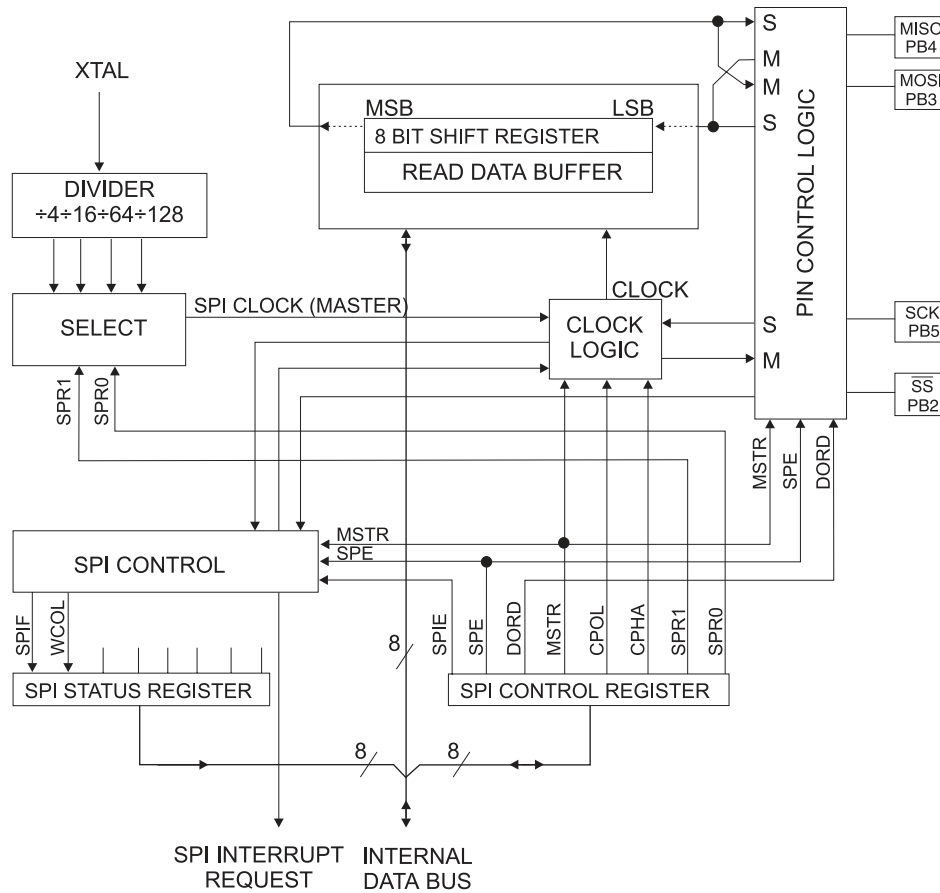 XTAL
DIVIDER
÷4÷16÷64÷128
SELECT
SPI CLOCK (MASTER)
SPR1
SPR0
MSB
LSB
8 BIT SHIFT REGISTER
READ DATA BUFFER
CLOCK
CLOCK
LOGIC
S
M
M
S
S
M
PIN CONTROL LOGIC
MISO
PB4
MOSI
PB3
SCK
PB5
SS
PB2
MSTR
SPE
DORD
SPI CONTROL
MSTR
SPE
SPIF
WCOL
SPI STATUS REGISTER
8
SPIE
SPE
DORD
MSTR
CPOL
CPHA
SPR1
SPR0
SPI CONTROL REGISTER
8
8
SPI INTERRUPT
REQUEST
INTERNAL
DATA BUS